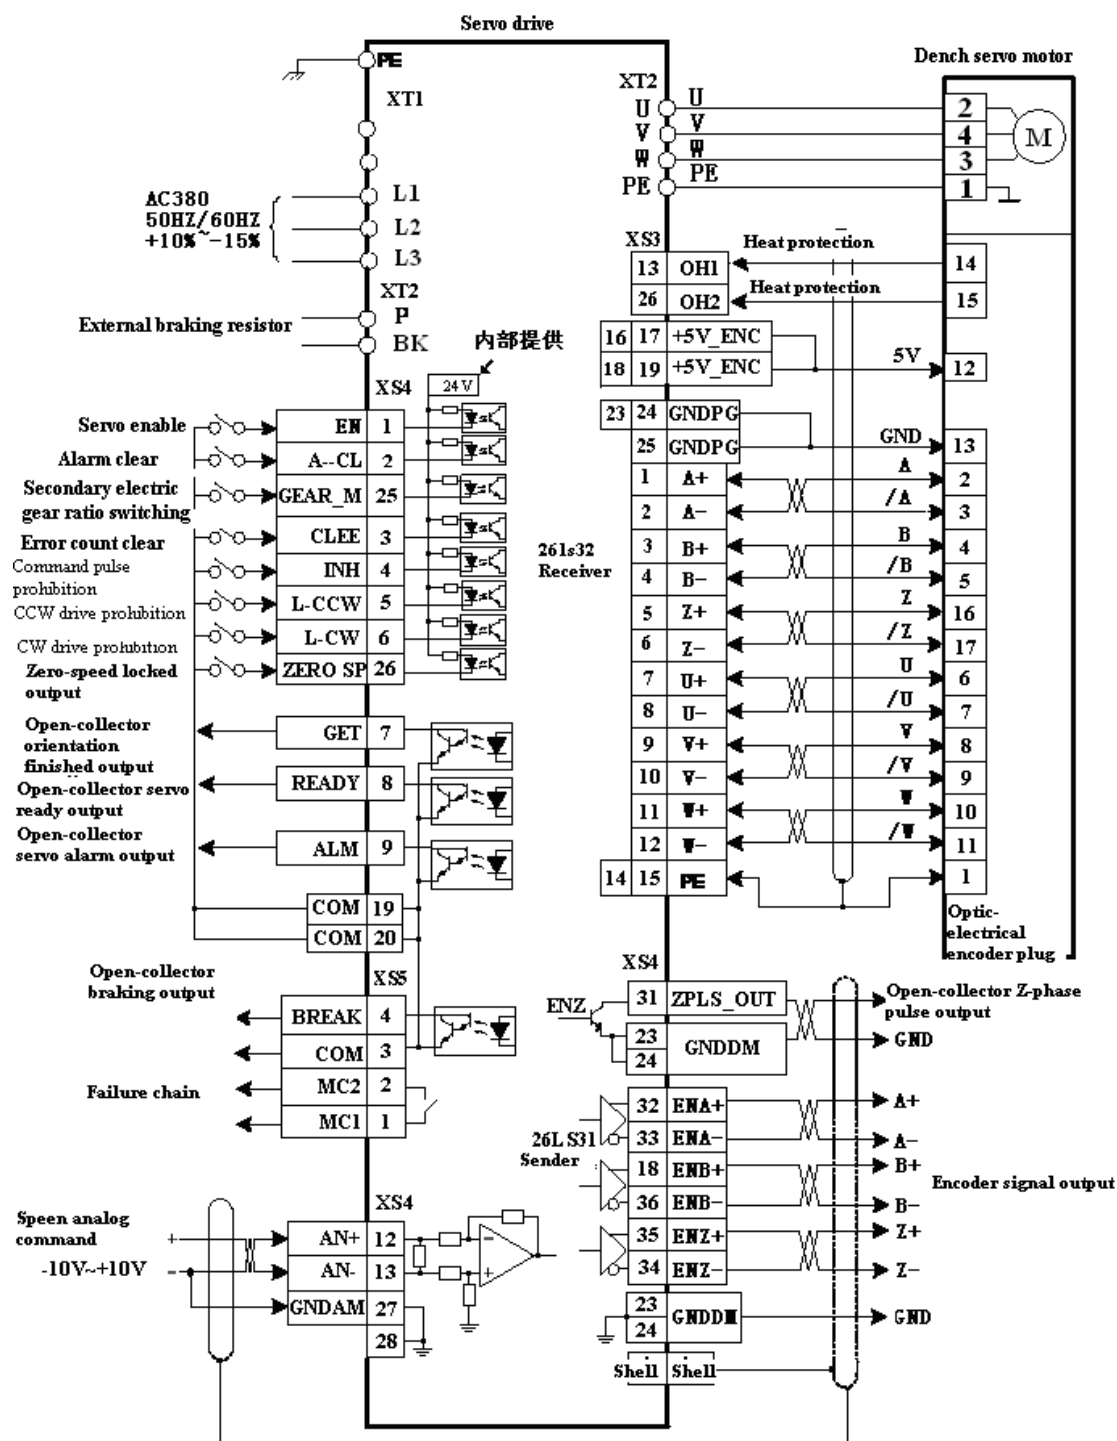 Servo drive
PE
XT1
AC380
50HZ/60HZ
+10%~-15%
L1
L2
L3
XT2
External braking resistor
P
BK
内部提供
24V
XS4
Servo enable
EN 1
Alarm clear
A--CL 2
Secondary electric
gear ratio switching
GEAR_M 25
Error count clear
CLEE 3
Command pulse
prohibition
INH 4
CCW drive prohibition
L-CCW 5
CW drive prohibition
L-CW 6
Zero-speed locked
output
ZERO SP 26
Open-collector
orientation
finished output
GET 7
Open-collector servo
ready output
READY 8
Open-collector
servo alarm output
ALM 9
COM 19
COM 20
XS5
Open-collector
braking output
BREAK 4
COM 3
Failure chain
MC2 2
MC1 1
XS4
Speen analog
command
-10V~+10V
+
-
AN+ 12
AN- 13
GNDAM 27
28
-
+
Dench servo motor
XT2
U U 2
V V 4
W W 3
PE PE 1
M
XS3
13 OH1 Heat protection 14
26 OH2 Heat protection 15
16 17 +5V_ENC
18 19 +5V_ENC 5V 12
23 24 GNDPG
25 GNDPG GND 13
261s32
Receiver
1 A+ A 2
2 A- /A 3
3 B+ B 4
4 B- /B 5
5 Z+ Z 16
6 Z- /Z 17
7 U+ U 6
8 U- /U 7
9 V+ V 8
10 V- /V 9
11 W+ W 10
12 W- /W 11
14 15 PE 1
Optic-
electrical
encoder plug
XS4
ENZ
31 ZPLS_OUT
Open-collector Z-phase
pulse output
23
24
GNDDM
GND
26LS31
Sender
32 ENA+ A+
33 ENA- A-
18 ENB+ B+
36 ENB- B-
35 ENZ+ Z+
34 ENZ- Z-
Encoder signal output
23
24
GNDDM
GND
Shell Shell